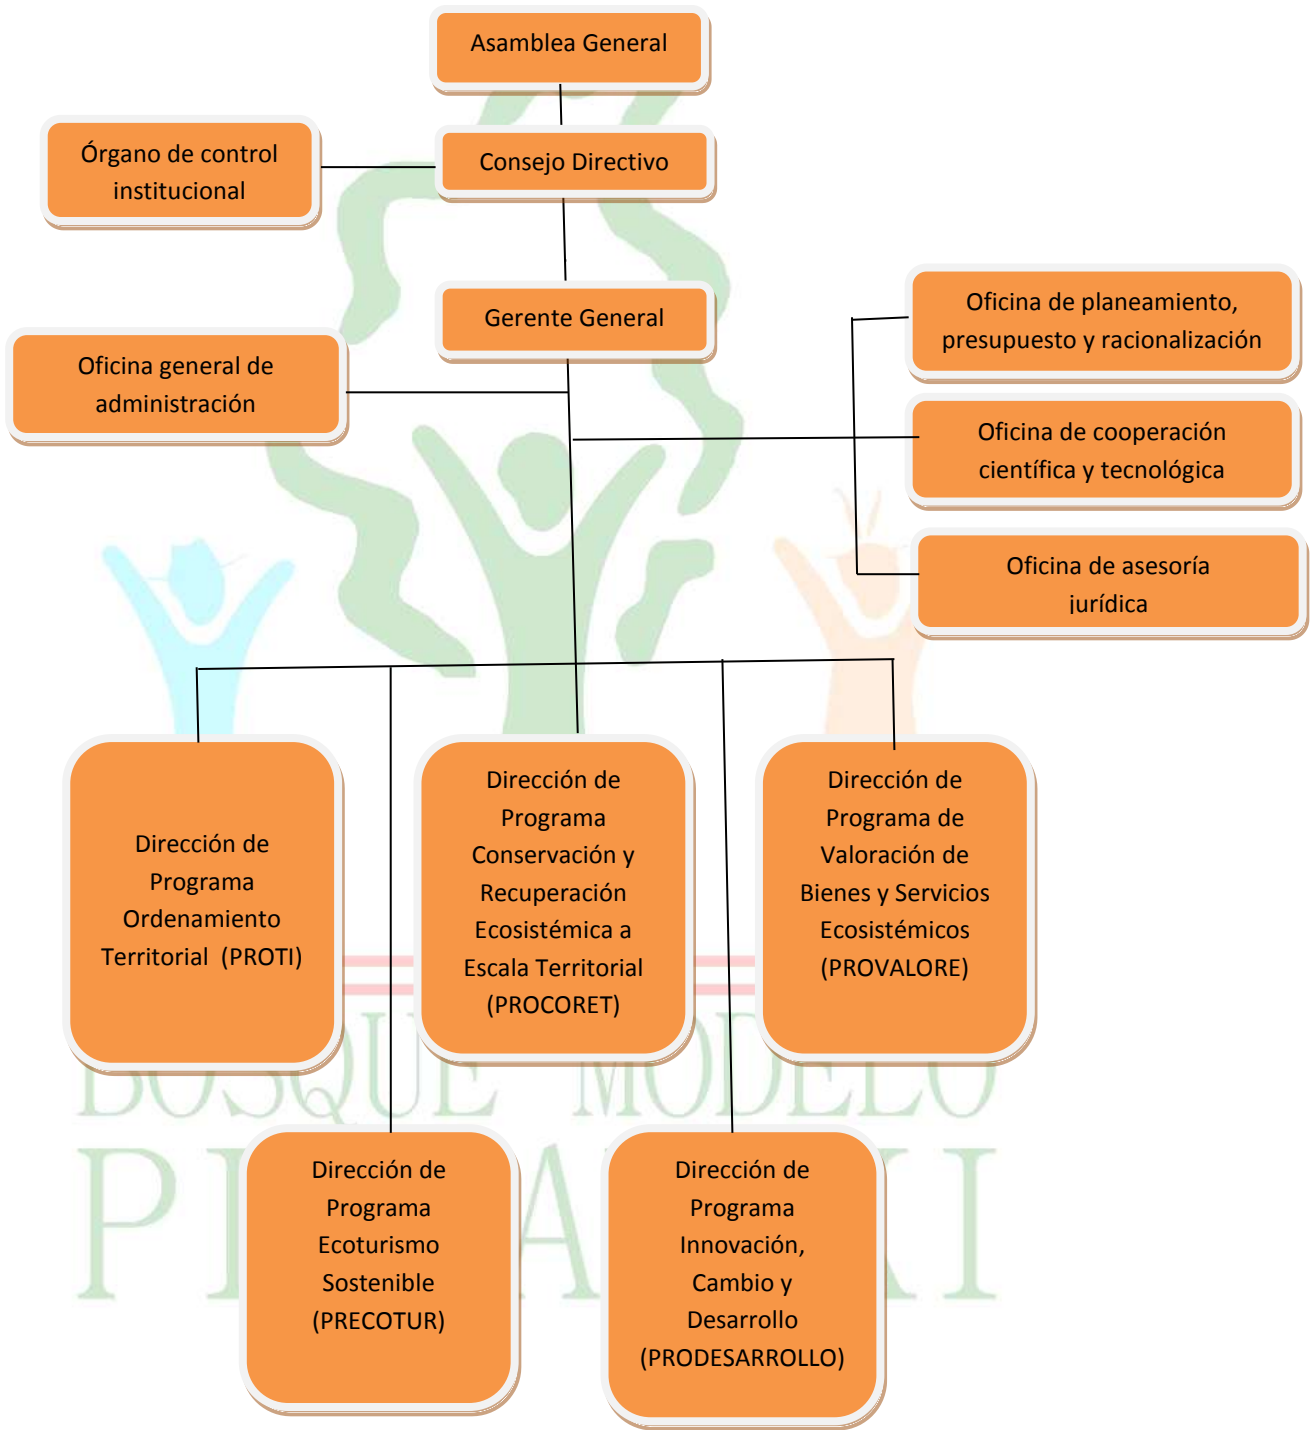 Asamblea General
Órgano de control
institucional
Consejo Directivo
Gerente General
Oficina general de
administración
Oficina de planeamiento,
presupuesto y racionalización
Oficina de cooperación
científica y tecnológica
Oficina de asesoría
jurídica
Dirección de
Programa
Ordenamiento
Territorial (PROTI)
Dirección de
Programa
Conservación y
Recuperación
Ecosistémica a
Escala Territorial
(PROCORET)
Dirección de
Programa de
Valoración de
Bienes y Servicios
Ecosistémicos
(PROVALORE)
BOSQUE MODELO
Dirección de
Programa
Ecoturismo
Sostenible
(PRECOTUR)
Dirección de
Programa
Innovación,
Cambio y
Desarrollo
(PRODESARROLLO)